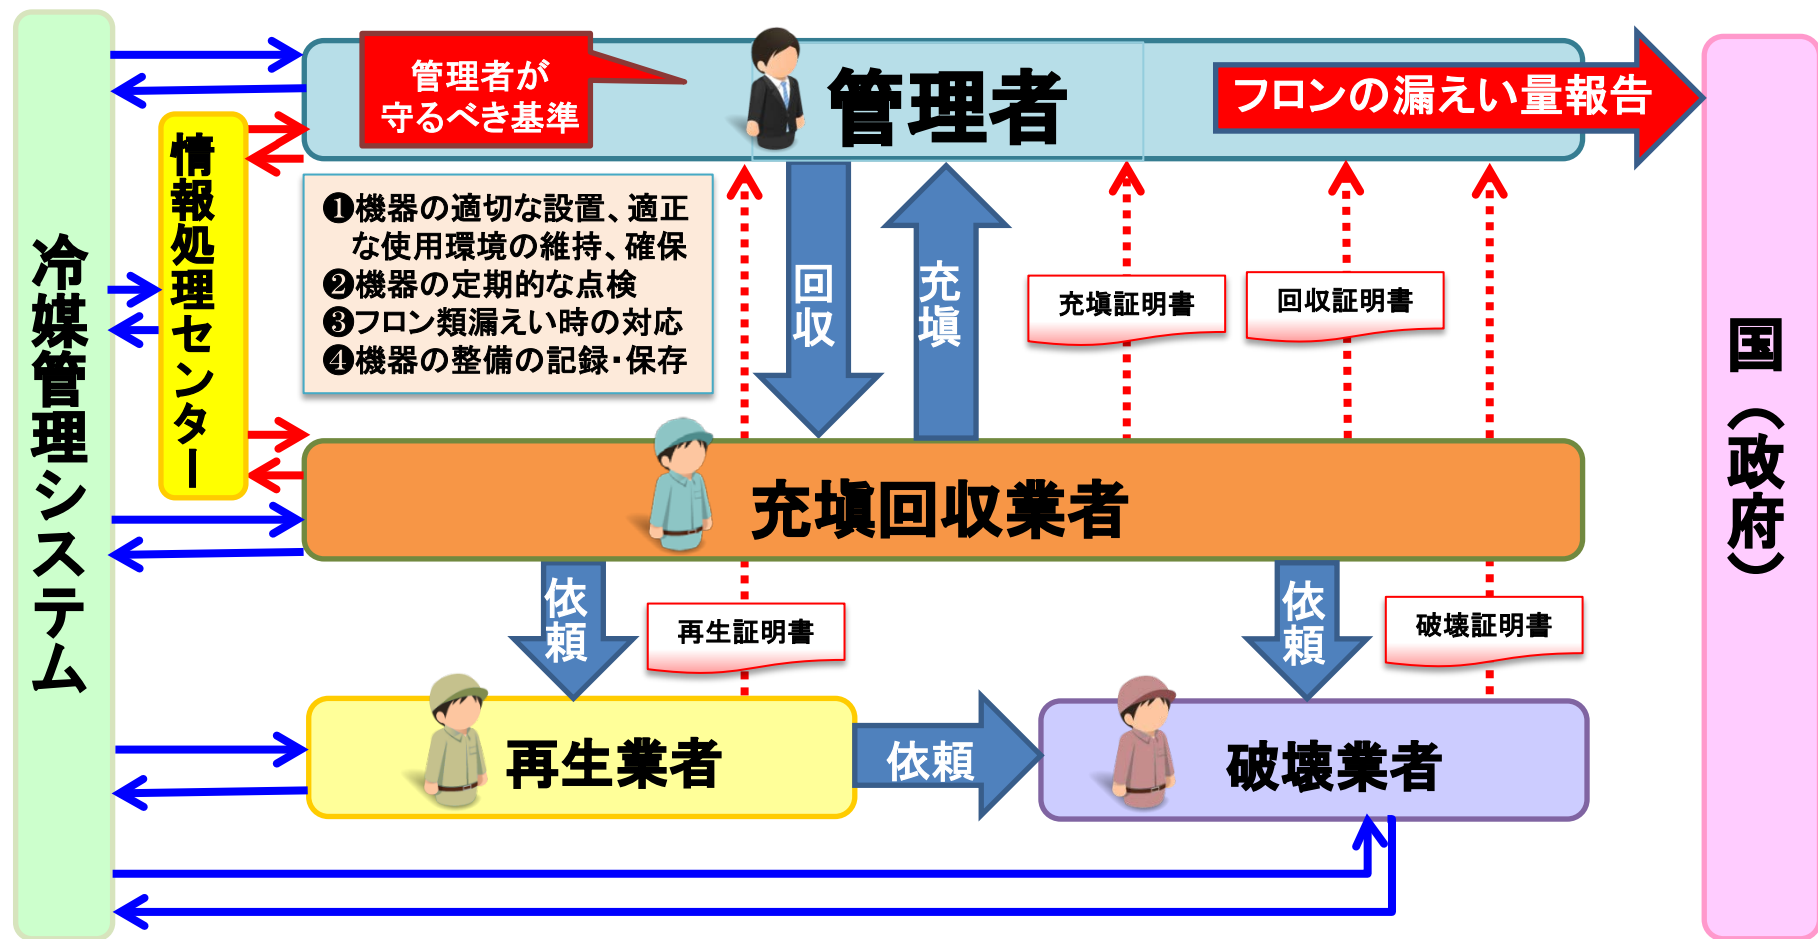 冷媒管理システム
情報処理センター
管理者が
守るべき基準
管理者
フロンの漏えい量報告
❶機器の適切な設置、適正
な使用環境の維持、確保
❷機器の定期的な点検
❸フロン類漏えい時の対応
❹機器の整備の記録・保存
回収
充塡
充塡証明書
回収証明書
国（政府）
充塡回収業者
依頼
再生証明書
依頼
破壊証明書
再生業者
依頼
破壊業者